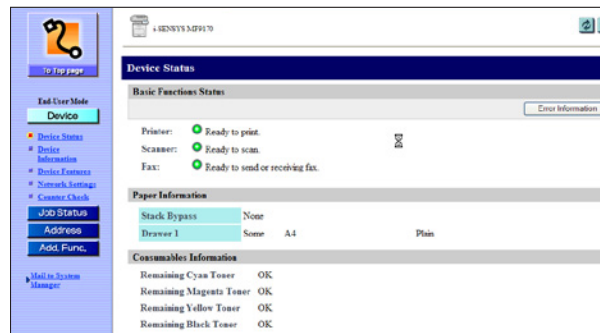 i-SENSYS MF9170
To Top page
Device Status
Basic Functions Status
Error Information
End-User Mode
Device
Printer: Ready to print.
Scanner: Ready to scan.
Fax: Ready to send or receiving fax.
Device Status
Device
Information
Device Features
Network Settings
Counter Check
Job Status
Address
Add. Func.
Mail to System
Manager
Paper Information
Stack Bypass None
Drawer 1 Some A4 Plain
Consumables Information
Remaining Cyan Toner OK
Remaining Magenta Toner OK
Remaining Yellow Toner OK
Remaining Black Toner OK